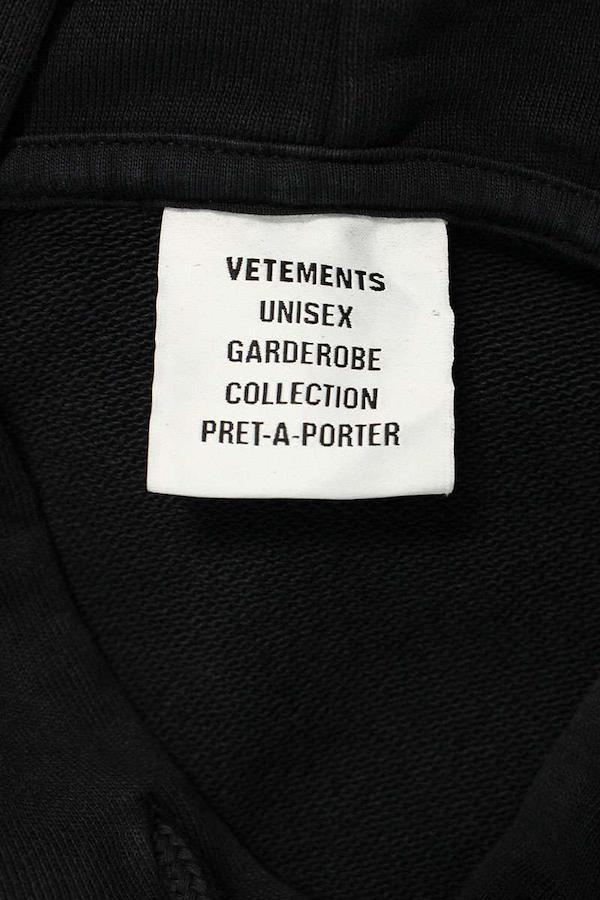 VETEMENTS
UNISEX
GARDEROBE
COLLECTION
PRET-A-PORTER